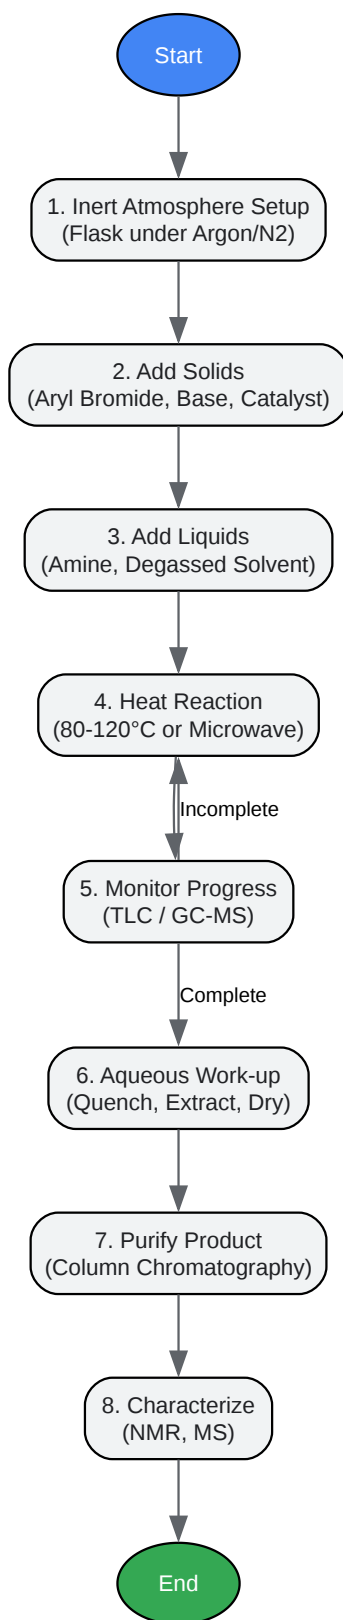 Start
1. Inert Atmosphere Setup
(Flask under Argon/N2)
2. Add Solids
(Aryl Bromide, Base, Catalyst)
3. Add Liquids
(Amine, Degassed Solvent)
4. Heat Reaction
(80-120°C or Microwave)
Incomplete
5. Monitor Progress
(TLC / GC-MS)
Complete
6. Aqueous Work-up
(Quench, Extract, Dry)
7. Purify Product
(Column Chromatography)
8. Characterize
(NMR, MS)
End